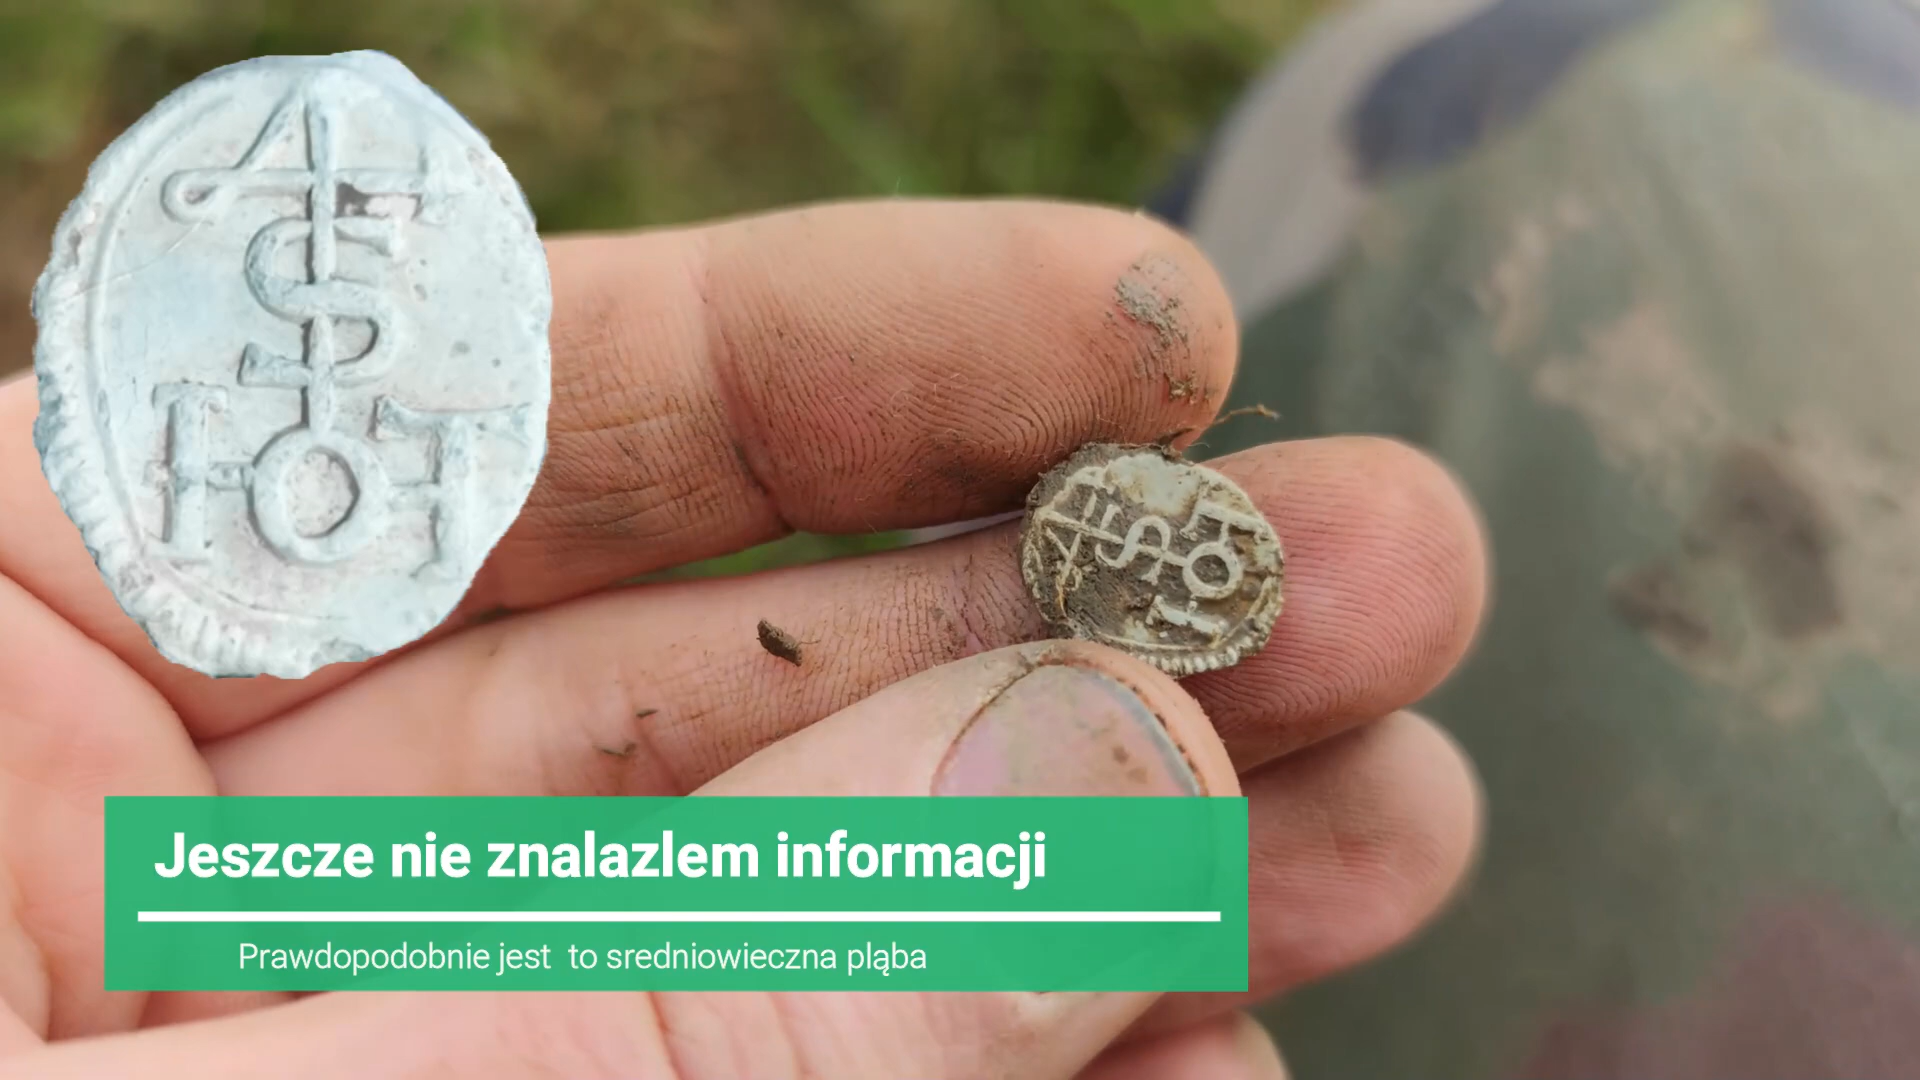 S
I O T
Jeszcze nie znalazlem informacji
Prawdopodobnie jest to sredniowieczna pląba